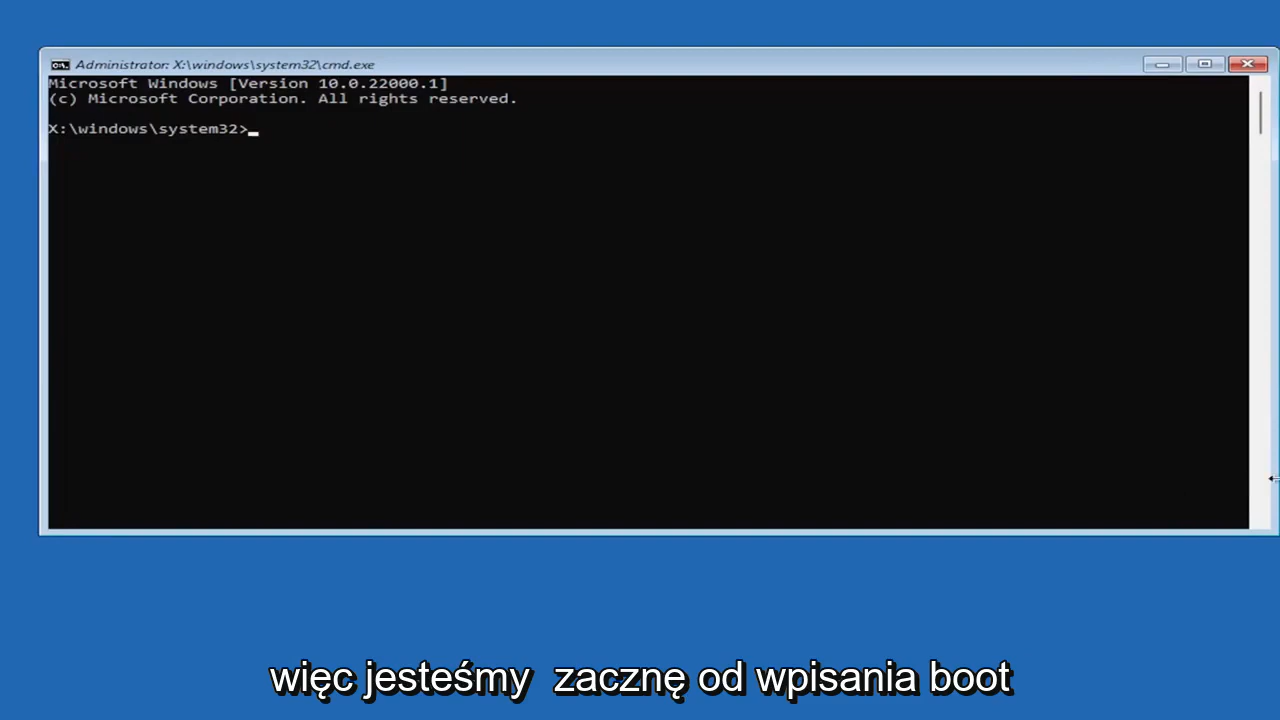 Administrator: X:\windows\system32\cmd.exe
Microsoft Windows [Version 10.0.22000.1]
(c) Microsoft Corporation. All rights reserved.
X:\windows\system32>
więc jesteśmy  zacznę od wpisania boot